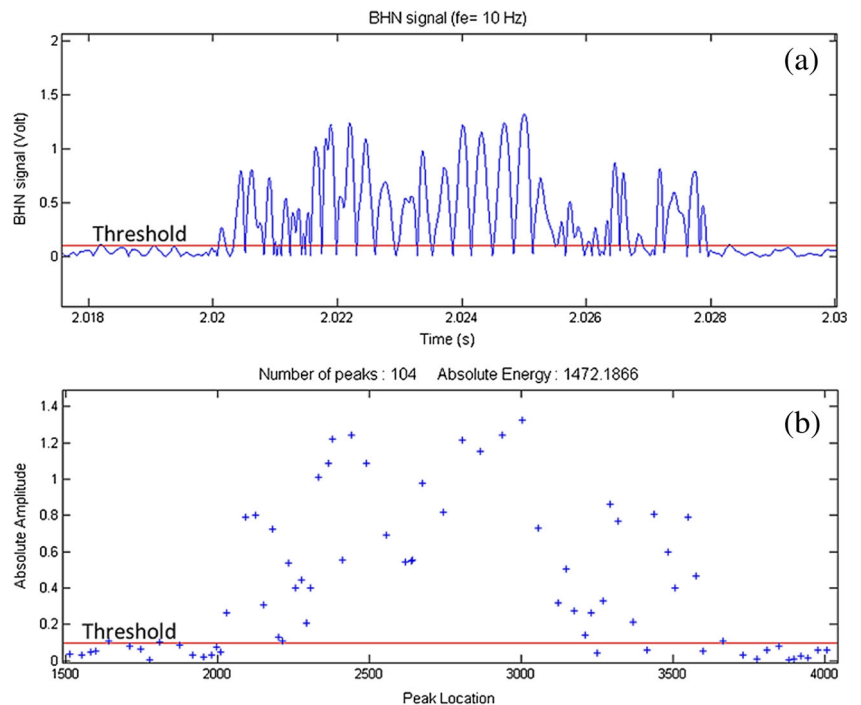 BHN signal (fe= 10 Hz)
(a)
BHN signal (Volt)
2
1.5
1
0.5
0
Threshold
2.018 2.02 2.022 2.024 2.026 2.028 2.03
Time (s)
Number of peaks : 104 Absolute Energy : 1472.1866
(b)
Absolute Amplitude
1.4
1.2
1
0.8
0.6
0.4
0.2
0
Threshold
1500 2000 2500 3000 3500 4000
Peak Location